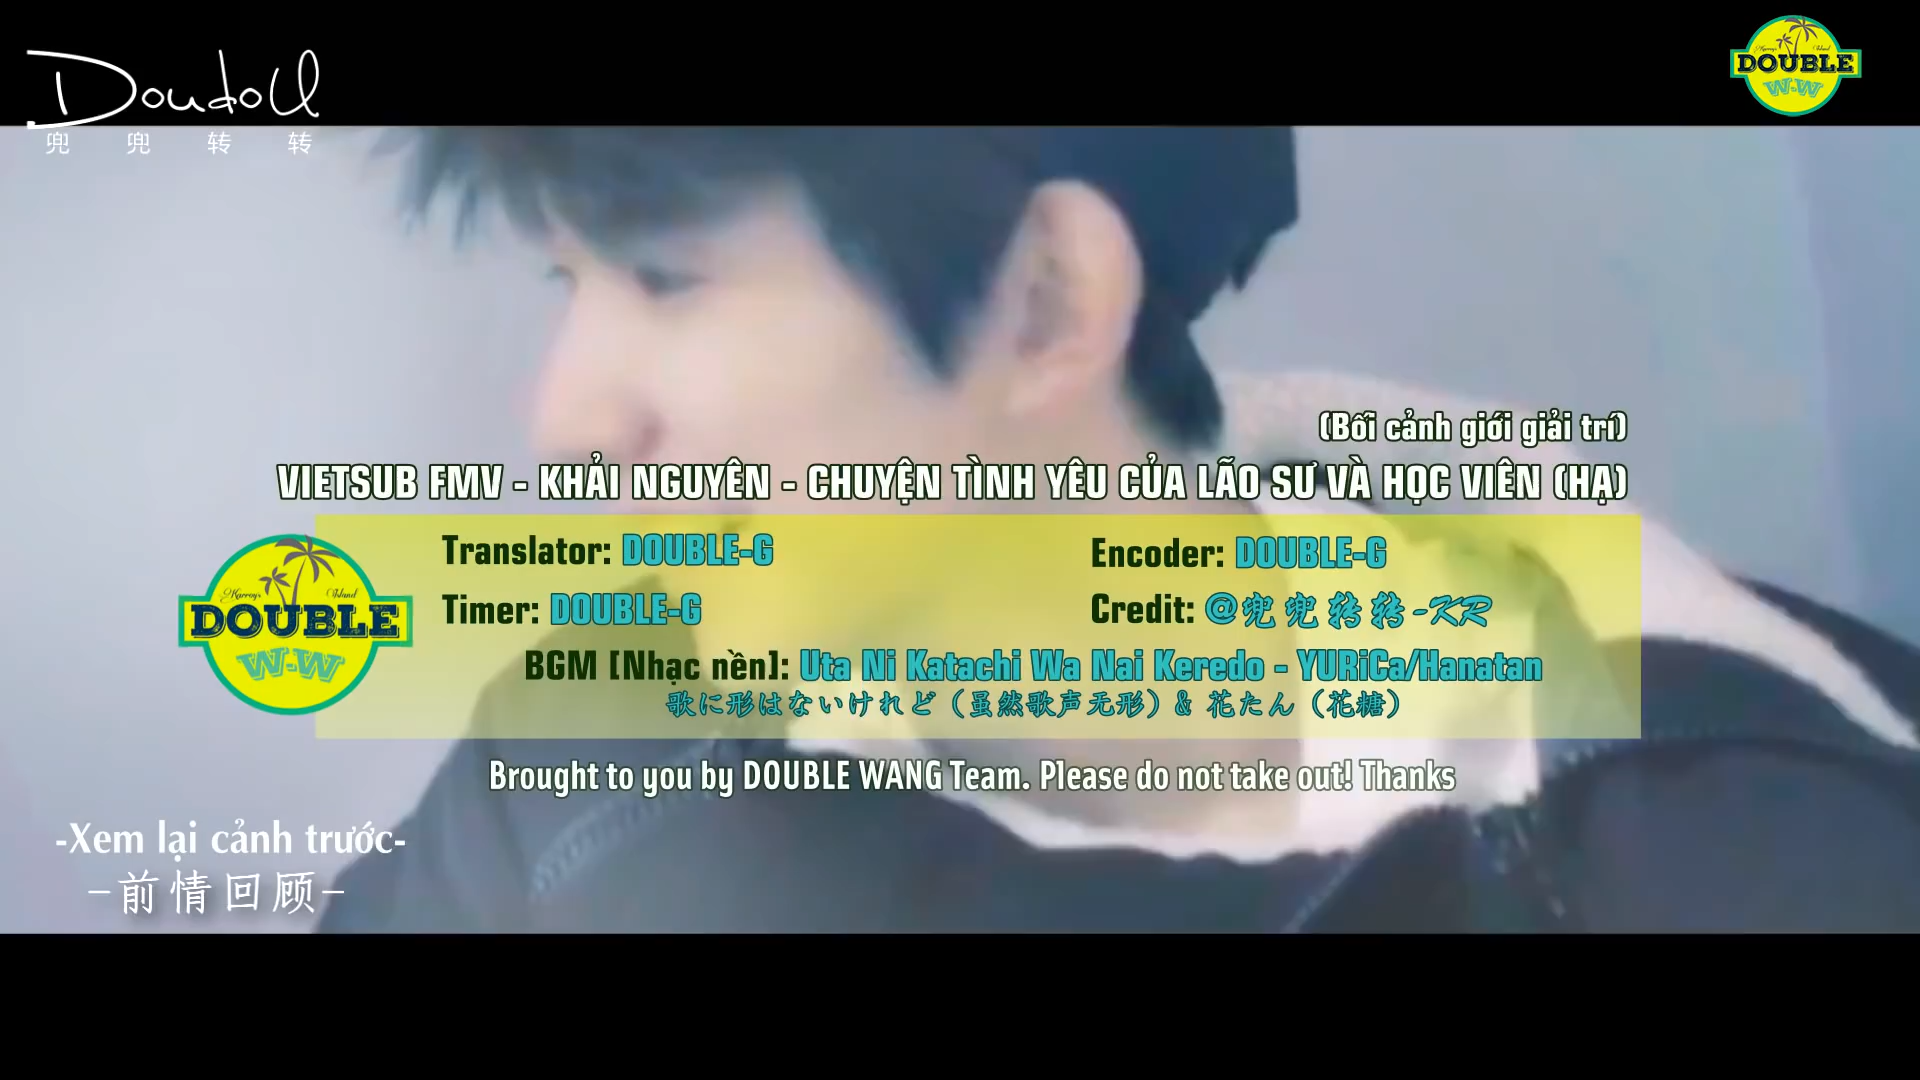 Doudoll
兜兜转转
Karroy's Island
DOUBLE
W-W
(Bối cảnh giới giải trí)
VIETSUB FMV - KHẢI NGUYÊN - CHUYỆN TÌNH YÊU CỦA LÃO SƯ VÀ HỌC VIÊN (HẠ)
Karroy's Island
DOUBLE
W-W
Translator: DOUBLE-G
Encoder: DOUBLE-G
Timer: DOUBLE-G
Credit: @兜兜转转-KR
BGM [Nhạc nền]: Uta Ni Katachi Wa Nai Keredo - YURiCa/Hanatan
歌に形はないけれど（虽然歌声无形）& 花たん（花糖）
Brought to you by DOUBLE WANG Team. Please do not take out! Thanks
-Xem lại cảnh trước-
-前情回顾-